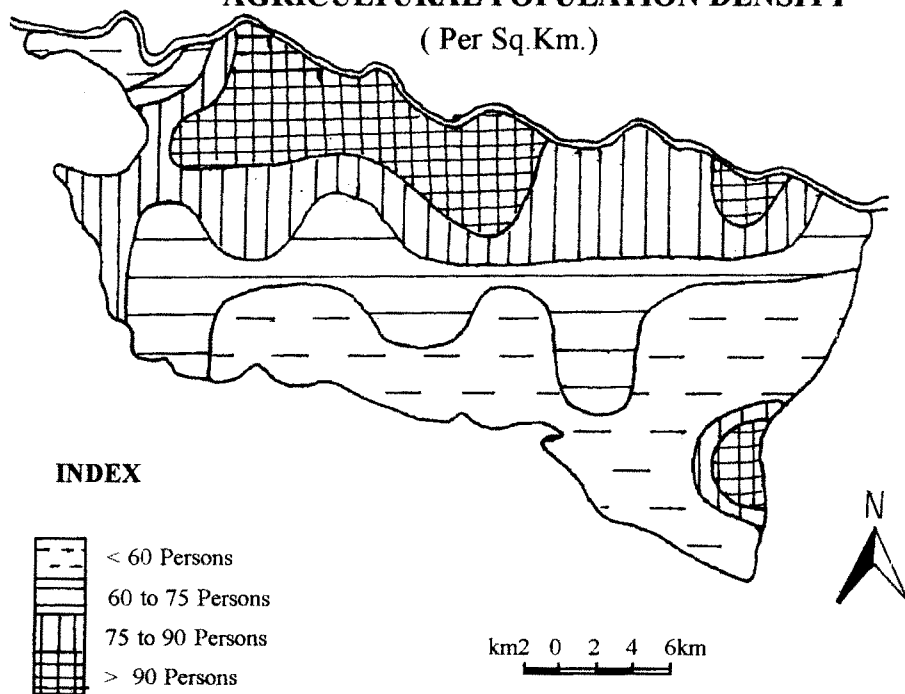 AGRICULTURAL POPULATION DENSITY
( Per Sq.Km.)
INDEX
< 60 Persons
60 to 75 Persons
75 to 90 Persons
> 90 Persons
N
km2 0 2 4 6km